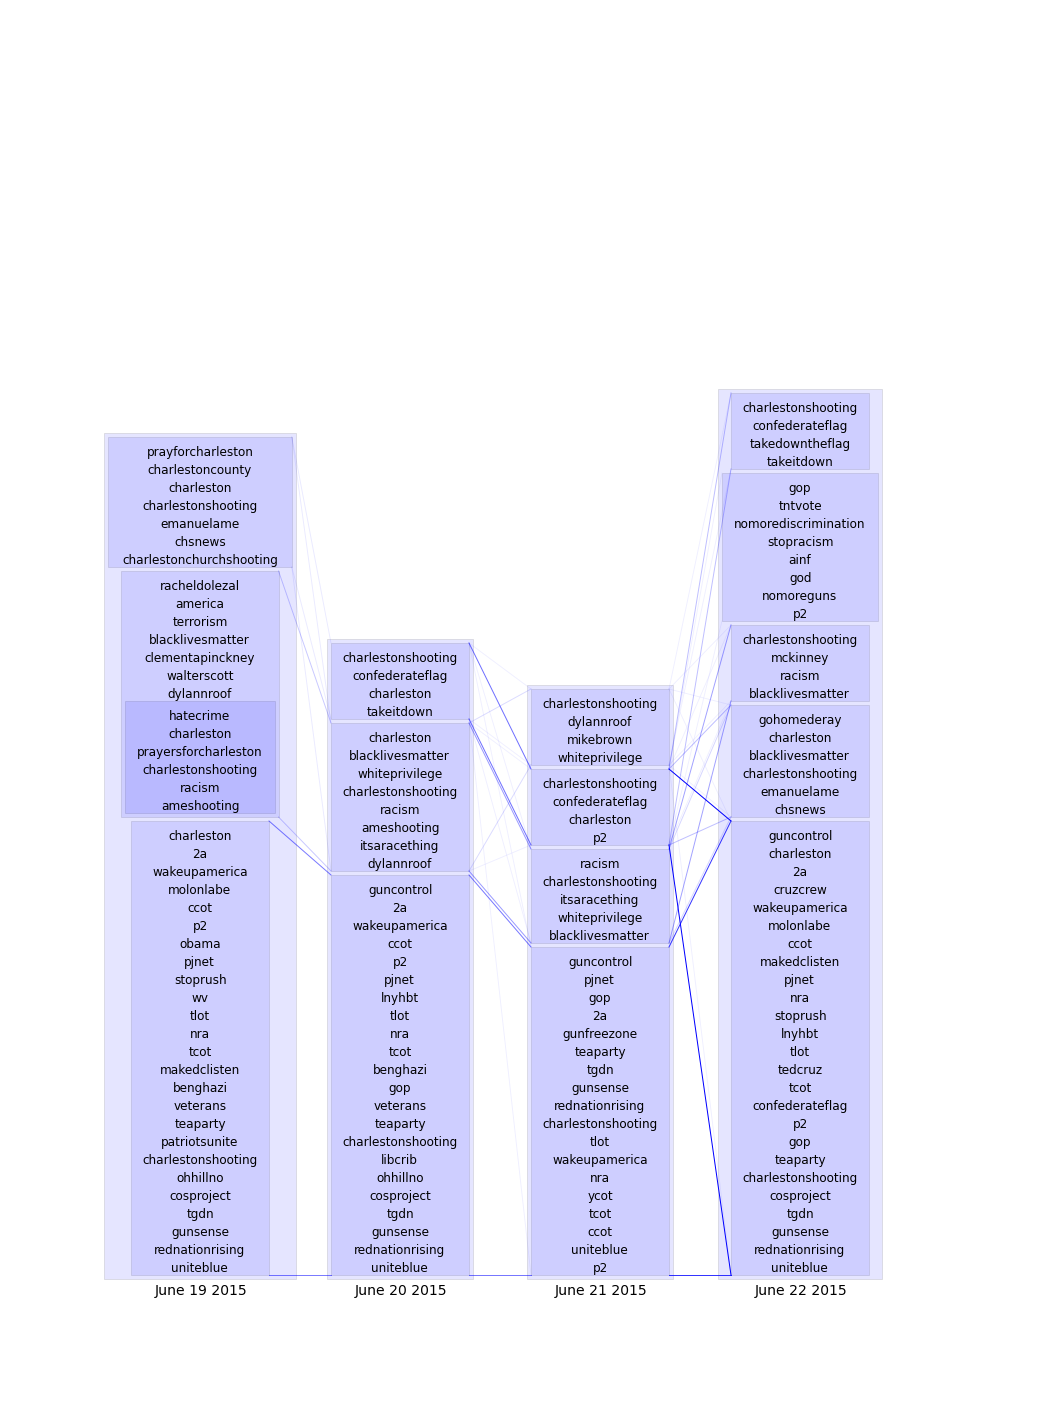 prayforcharleston
charlestoncounty
charleston
charlestonshooting
emanuelame
chsnews
charlestonchurchshooting
racheldolezal
america
terrorism
blacklivesmatter
clementapinckney
walterscott
dylannroof
hatecrime
charleston
prayersforcharleston
charlestonshooting
racism
ameshooting
charleston
2a
wakeupamerica
molonlabe
ccot
p2
obama
pjnet
stoprush
wv
tlot
nra
tcot
makedclisten
benghazi
veterans
teaparty
patriotsunite
charlestonshooting
ohhillno
cosproject
tgdn
gunsense
rednationrising
uniteblue
June 19 2015
charlestonshooting
confederateflag
charleston
takeitdown
charleston
blacklivesmatter
whiteprivilege
charlestonshooting
racism
ameshooting
itsaracething
dylannroof
guncontrol
2a
wakeupamerica
ccot
p2
pjnet
lnyhbt
tlot
nra
tcot
benghazi
gop
veterans
teaparty
charlestonshooting
libcrib
ohhillno
cosproject
tgdn
gunsense
rednationrising
uniteblue
June 20 2015
charlestonshooting
dylannroof
mikebrown
whiteprivilege
charlestonshooting
confederateflag
charleston
p2
racism
charlestonshooting
itsaracething
whiteprivilege
blacklivesmatter
guncontrol
pjnet
gop
2a
gunfreezone
teaparty
tgdn
gunsense
rednationrising
charlestonshooting
tlot
wakeupamerica
nra
ycot
tcot
ccot
uniteblue
p2
June 21 2015
charlestonshooting
confederateflag
takedowntheflag
takeitdown
gop
tntvote
nomorediscrimination
stopracism
ainf
god
nomoreguns
p2
charlestonshooting
mckinney
racism
blacklivesmatter
gohomederay
charleston
blacklivesmatter
charlestonshooting
emanuelame
chsnews
guncontrol
charleston
2a
cruzcrew
wakeupamerica
molonlabe
ccot
makedclisten
pjnet
nra
stoprush
lnyhbt
tlot
tedcruz
tcot
confederateflag
p2
gop
teaparty
charlestonshooting
cosproject
tgdn
gunsense
rednationrising
uniteblue
June 22 2015